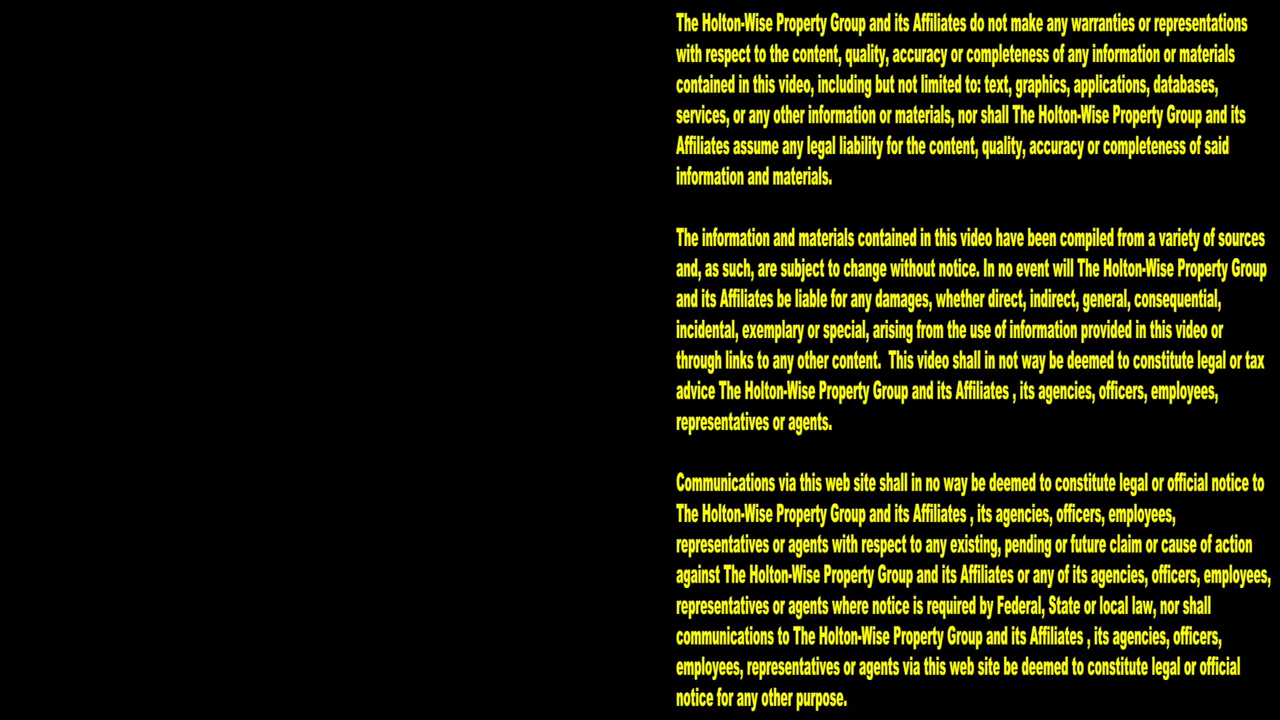 The Holton-Wise Property Group and its Affiliates do not make any warranties or representations
with respect to the content, quality, accuracy or completeness of any information or materials
contained in this video, including but not limited to: text, graphics, applications, databases,
services, or any other information or materials, nor shall The Holton-Wise Property Group and its
Affiliates assume any legal liability for the content, quality, accuracy or completeness of said
information and materials.
The information and materials contained in this video have been compiled from a variety of sources
and, as such, are subject to change without notice. In no event will The Holton-Wise Property Group
and its Affiliates be liable for any damages, whether direct, indirect, general, consequential,
incidental, exemplary or special, arising from the use of information provided in this video or
through links to any other content.  This video shall in not way be deemed to constitute legal or tax
advice The Holton-Wise Property Group and its Affiliates , its agencies, officers, employees,
representatives or agents.
Communications via this web site shall in no way be deemed to constitute legal or official notice to
The Holton-Wise Property Group and its Affiliates , its agencies, officers, employees,
representatives or agents with respect to any existing, pending or future claim or cause of action
against The Holton-Wise Property Group and its Affiliates or any of its agencies, officers, employees,
representatives or agents where notice is required by Federal, State or local law, nor shall
communications to The Holton-Wise Property Group and its Affiliates , its agencies, officers,
employees, representatives or agents via this web site be deemed to constitute legal or official
notice for any other purpose.